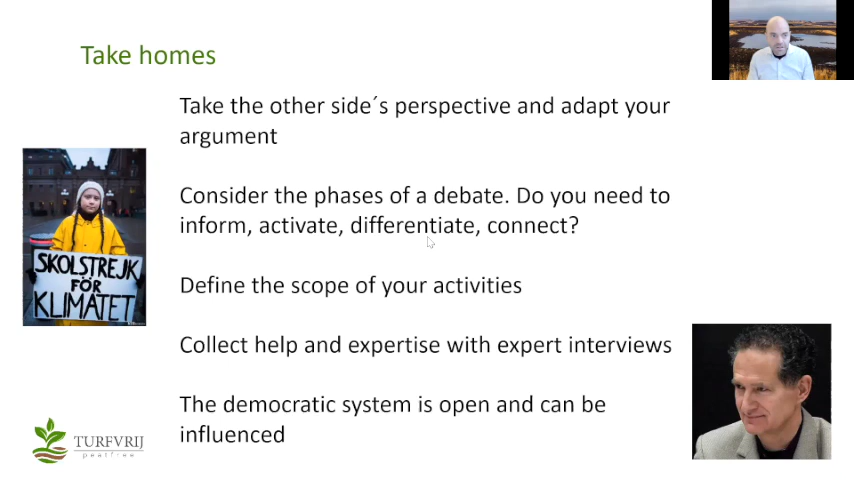 Take homes
Take the other side´s perspective and adapt your
argument
Consider the phases of a debate. Do you need to
inform, activate, differentiate, connect?
SKOLSTREJK
FÖR
KLIMATET
Define the scope of your activities
Collect help and expertise with expert interviews
The democratic system is open and can be
influenced
TURFVRIJ
peatfree